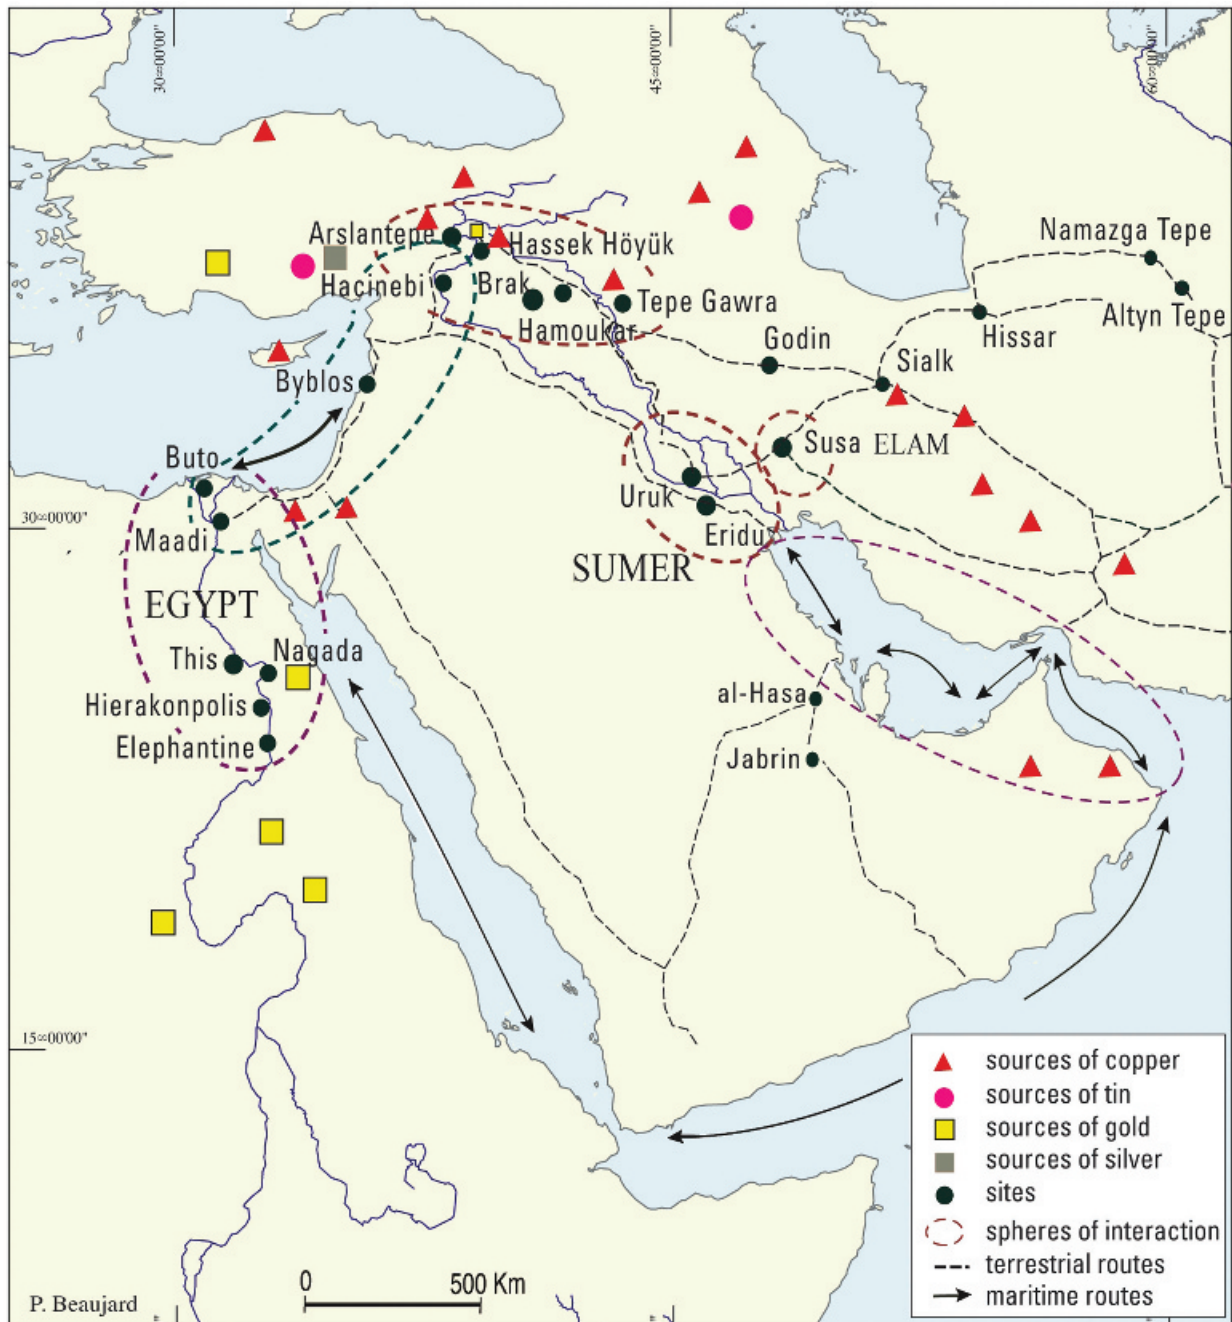 30∞00'00"
45∞00'00"
60∞00'00"
Arslantepe
Hassek Höyük
Hacinebi
Brak
Hamoukar
Tepe Gawra
Namazga Tepe
Altyn Tepe
Hissar
Godin
Sialk
Byblos
Susa
ELAM
Buto
Uruk
Eridu
30∞00'00"
Maadi
SUMER
EGYPT
This
Nagada
Hierakonpolis
Elephantine
al-Hasa
Jabrin
15∞00'00"
sources of copper
sources of tin
sources of gold
sources of silver
sites
spheres of interaction
terrestrial routes
maritime routes
0
500 Km
P. Beaujard